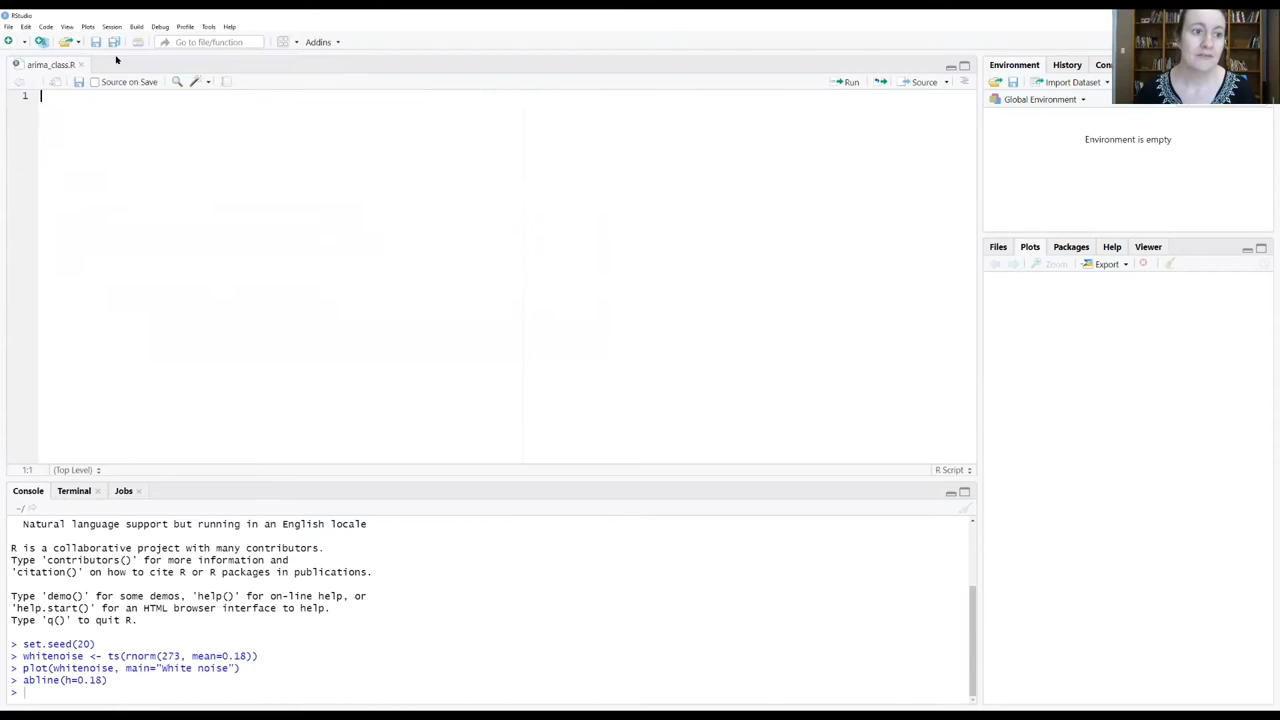 RStudio
File Edit Code View Plots Session Build Debug Profile Tools Help
Go to file/function Addins
arima_class.R
Source on Save Run Source
1
1:1 (Top Level) R Script
Console Terminal Jobs
~/
Natural language support but running in an English locale
R is a collaborative project with many contributors.
Type 'contributors()' for more information and
'citation()' on how to cite R or R packages in publications.
Type 'demo()' for some demos, 'help()' for on-line help, or
'help.start()' for an HTML browser interface to help.
Type 'q()' to quit R.
> set.seed(20)
> whitenoise <- ts(rnorm(273, mean=0.18))
> plot(whitenoise, main="White noise")
> abline(h=0.18)
>
Environment History Con
Import Dataset
Global Environment
Environment is empty
Files Plots Packages Help Viewer
Zoom Export